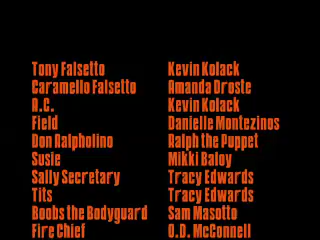 Tony Falsetto Kevin Kolack
Caramello Falsetto Amanda Droste
A.C. Kevin Kolack
Field Danielle Montezinos
Don Ralpholino Ralph the Puppet
Susie Mikki Baloy
Sally Secretary Tracy Edwards
Tits Tracy Edwards
Boobs the Bodyguard Sam Masotto
Fire Chief O.D. McConnell